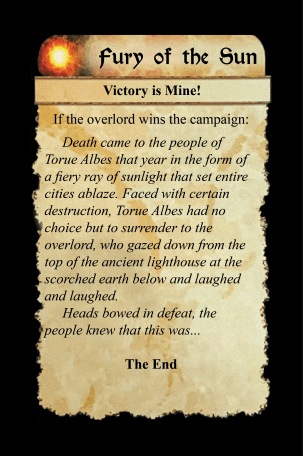 Fury of the Sun
Victory is Mine!
If the overlord wins the campaign:
Death came to the people of
Torue Albes that year in the form of
a fiery ray of sunlight that set entire
cities ablaze. Faced with certain
destruction, Torue Albes had no
choice but to surrender to the
overlord, who gazed down from the
top of the ancient lighthouse at the
scorched earth below and laughed
and laughed.
Heads bowed in defeat, the
people knew that this was...
The End